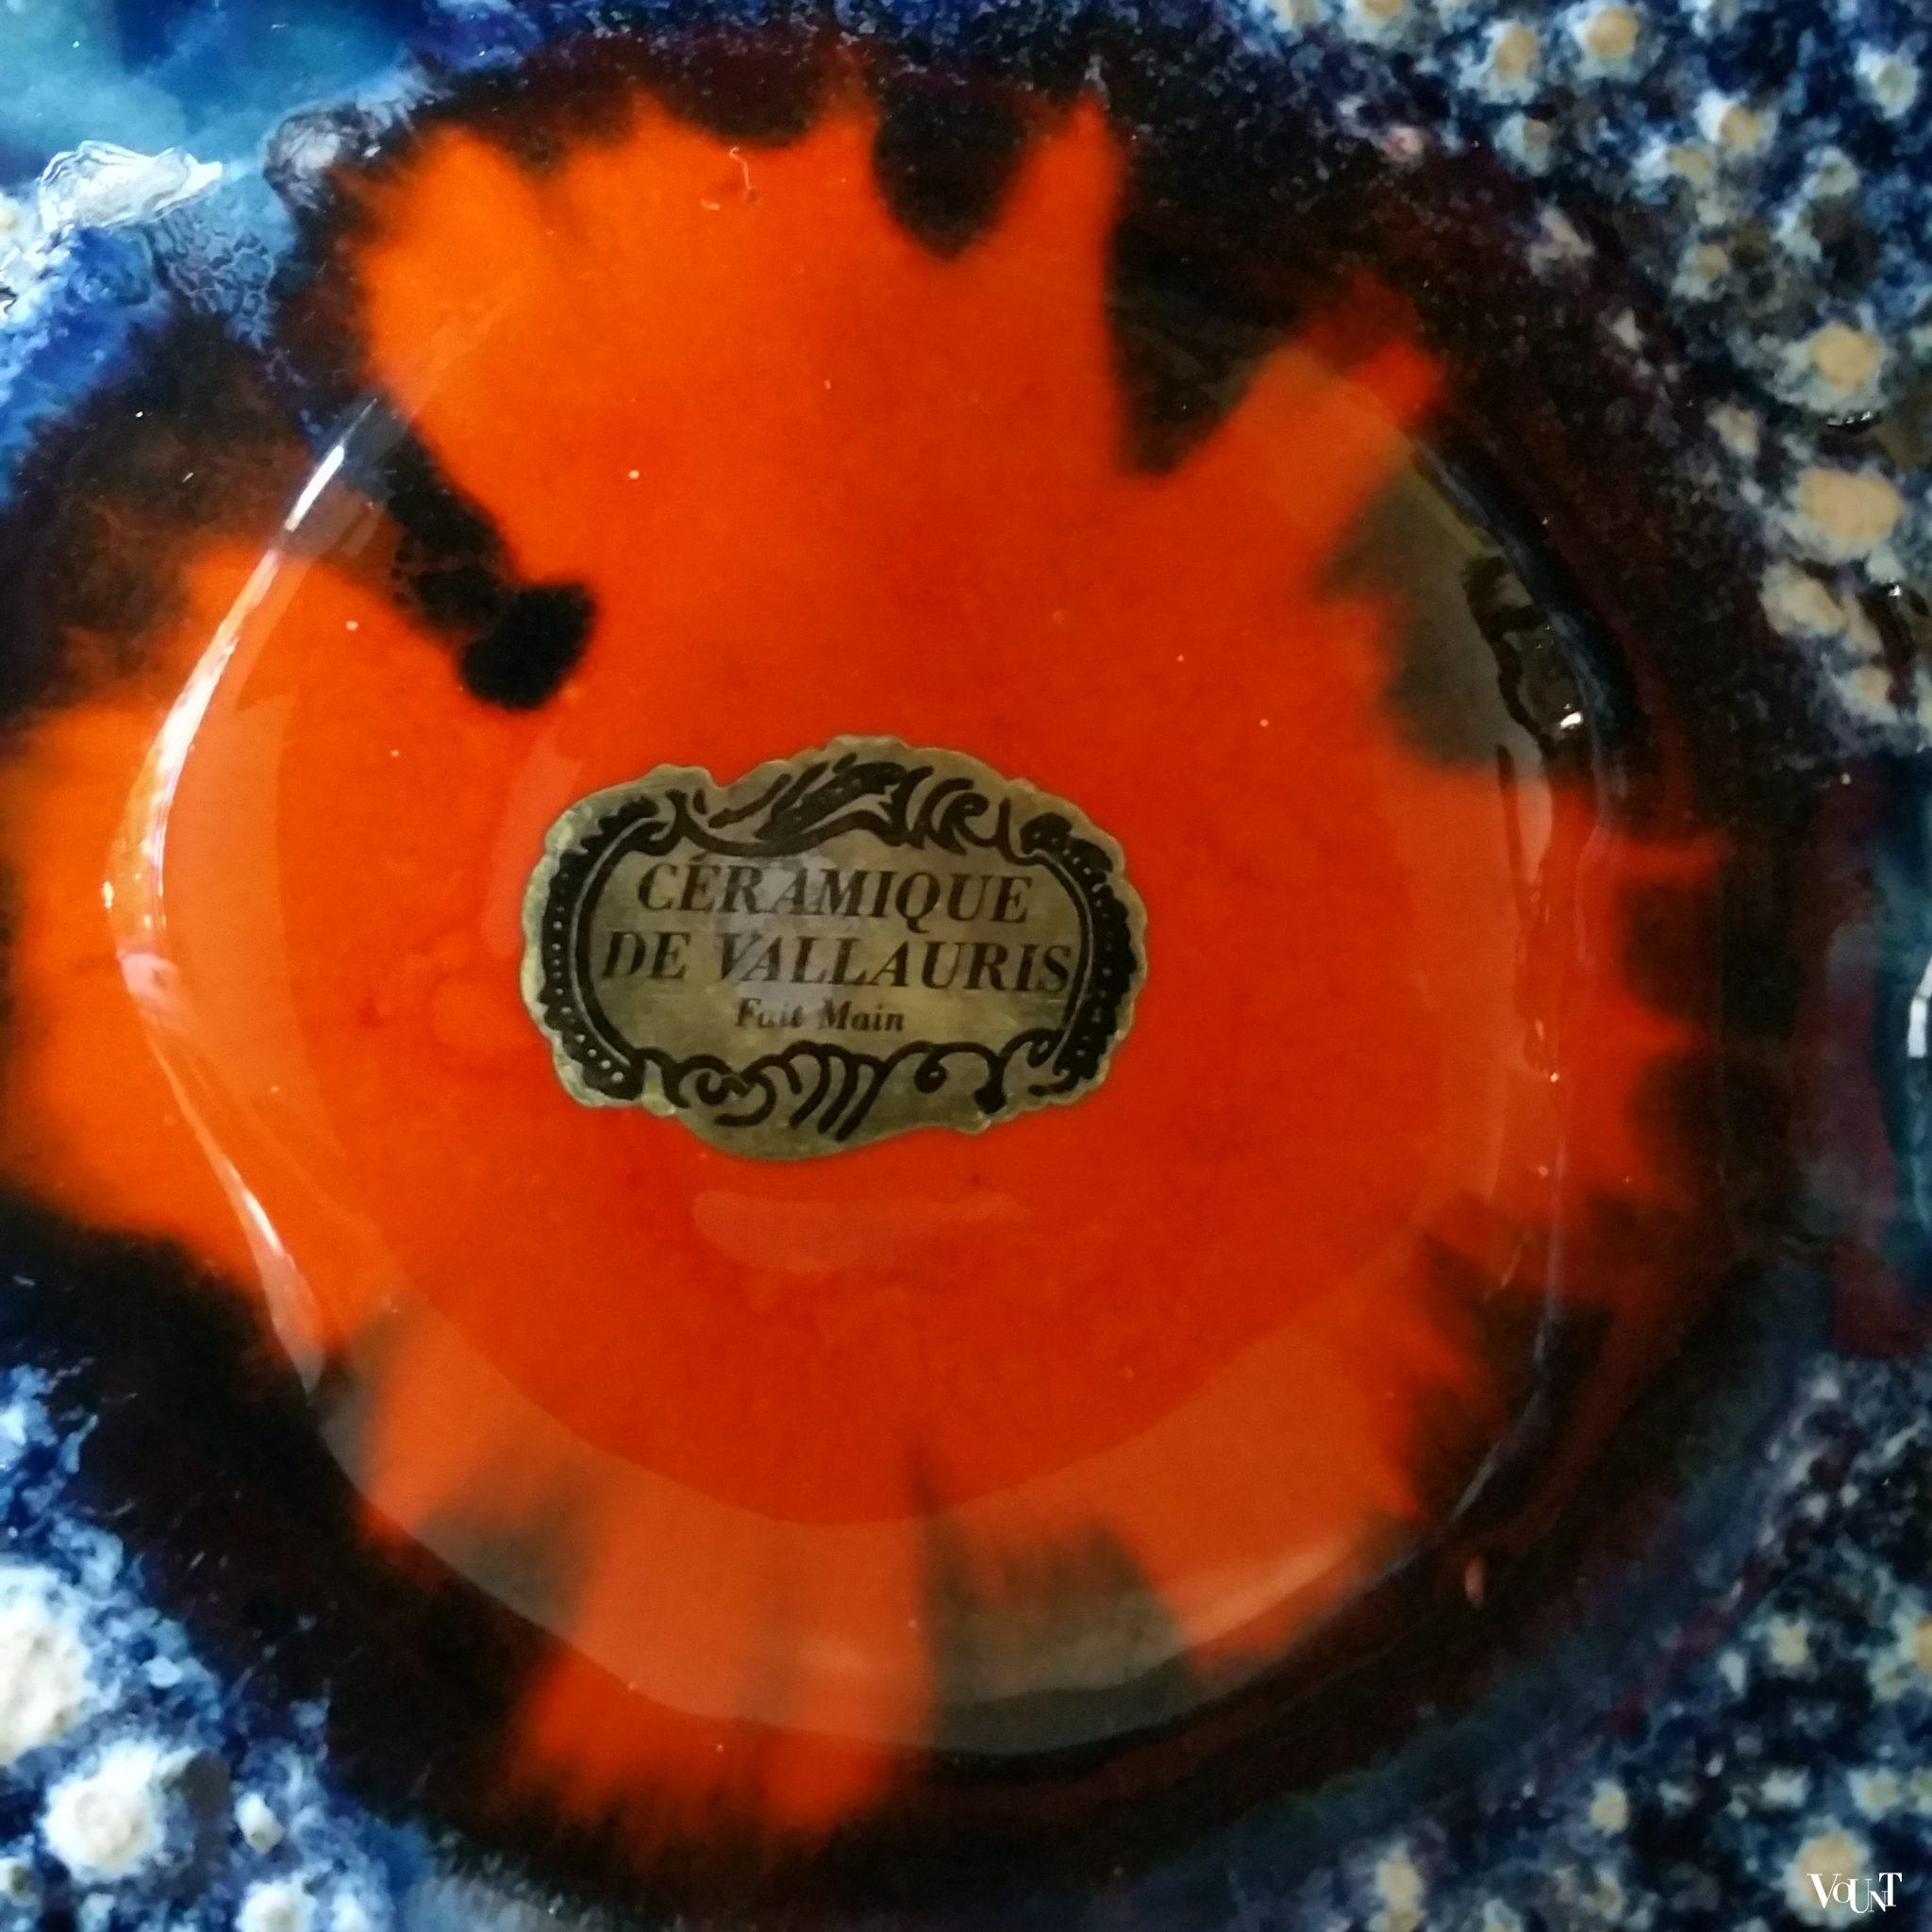 CÉRAMIQUE
DE VALLAURIS
Fait Main
VOUNT